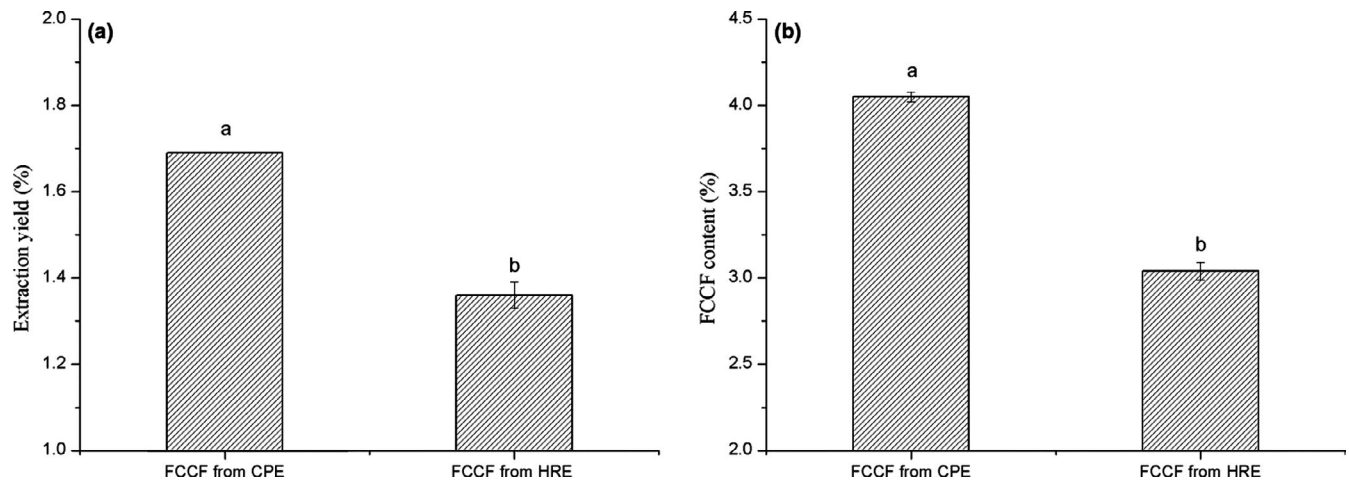 (a)
Extraction yield (%)
2.0
1.8
1.6
1.4
1.2
1.0
a
b
FCCF from CPE
FCCF from HRE
(b)
FCCF content (%)
4.5
4.0
3.5
3.0
2.5
2.0
a
b
FCCF from CPE
FCCF from HRE